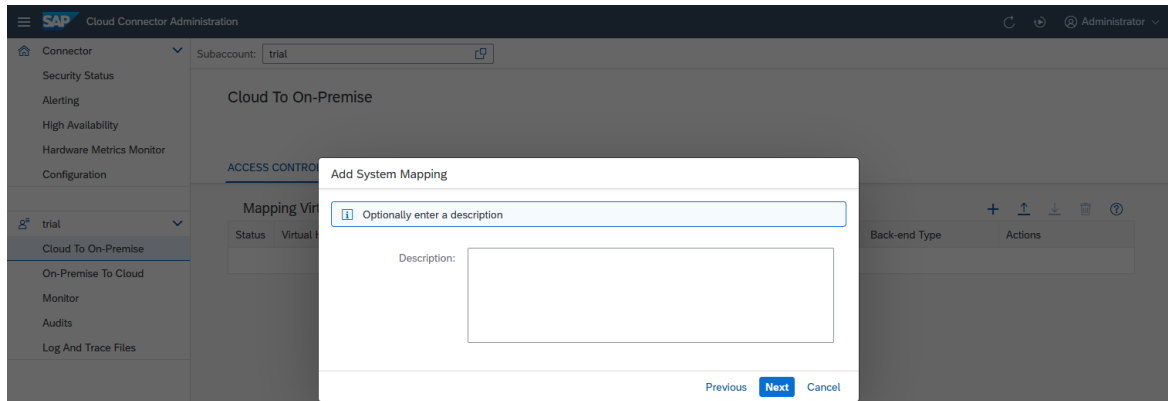 SAP Cloud Connector Administration
Administrator
Connector
Security Status
Alerting
High Availability
Hardware Metrics Monitor
Configuration
trial
Cloud To On-Premise
On-Premise To Cloud
Monitor
Audits
Log And Trace Files
Subaccount: trial
Cloud To On-Premise
ACCESS CONTROL
Mapping Virt
Status Virtual H Back-end Type Actions
Add System Mapping
Optionally enter a description
Description:
Previous Next Cancel